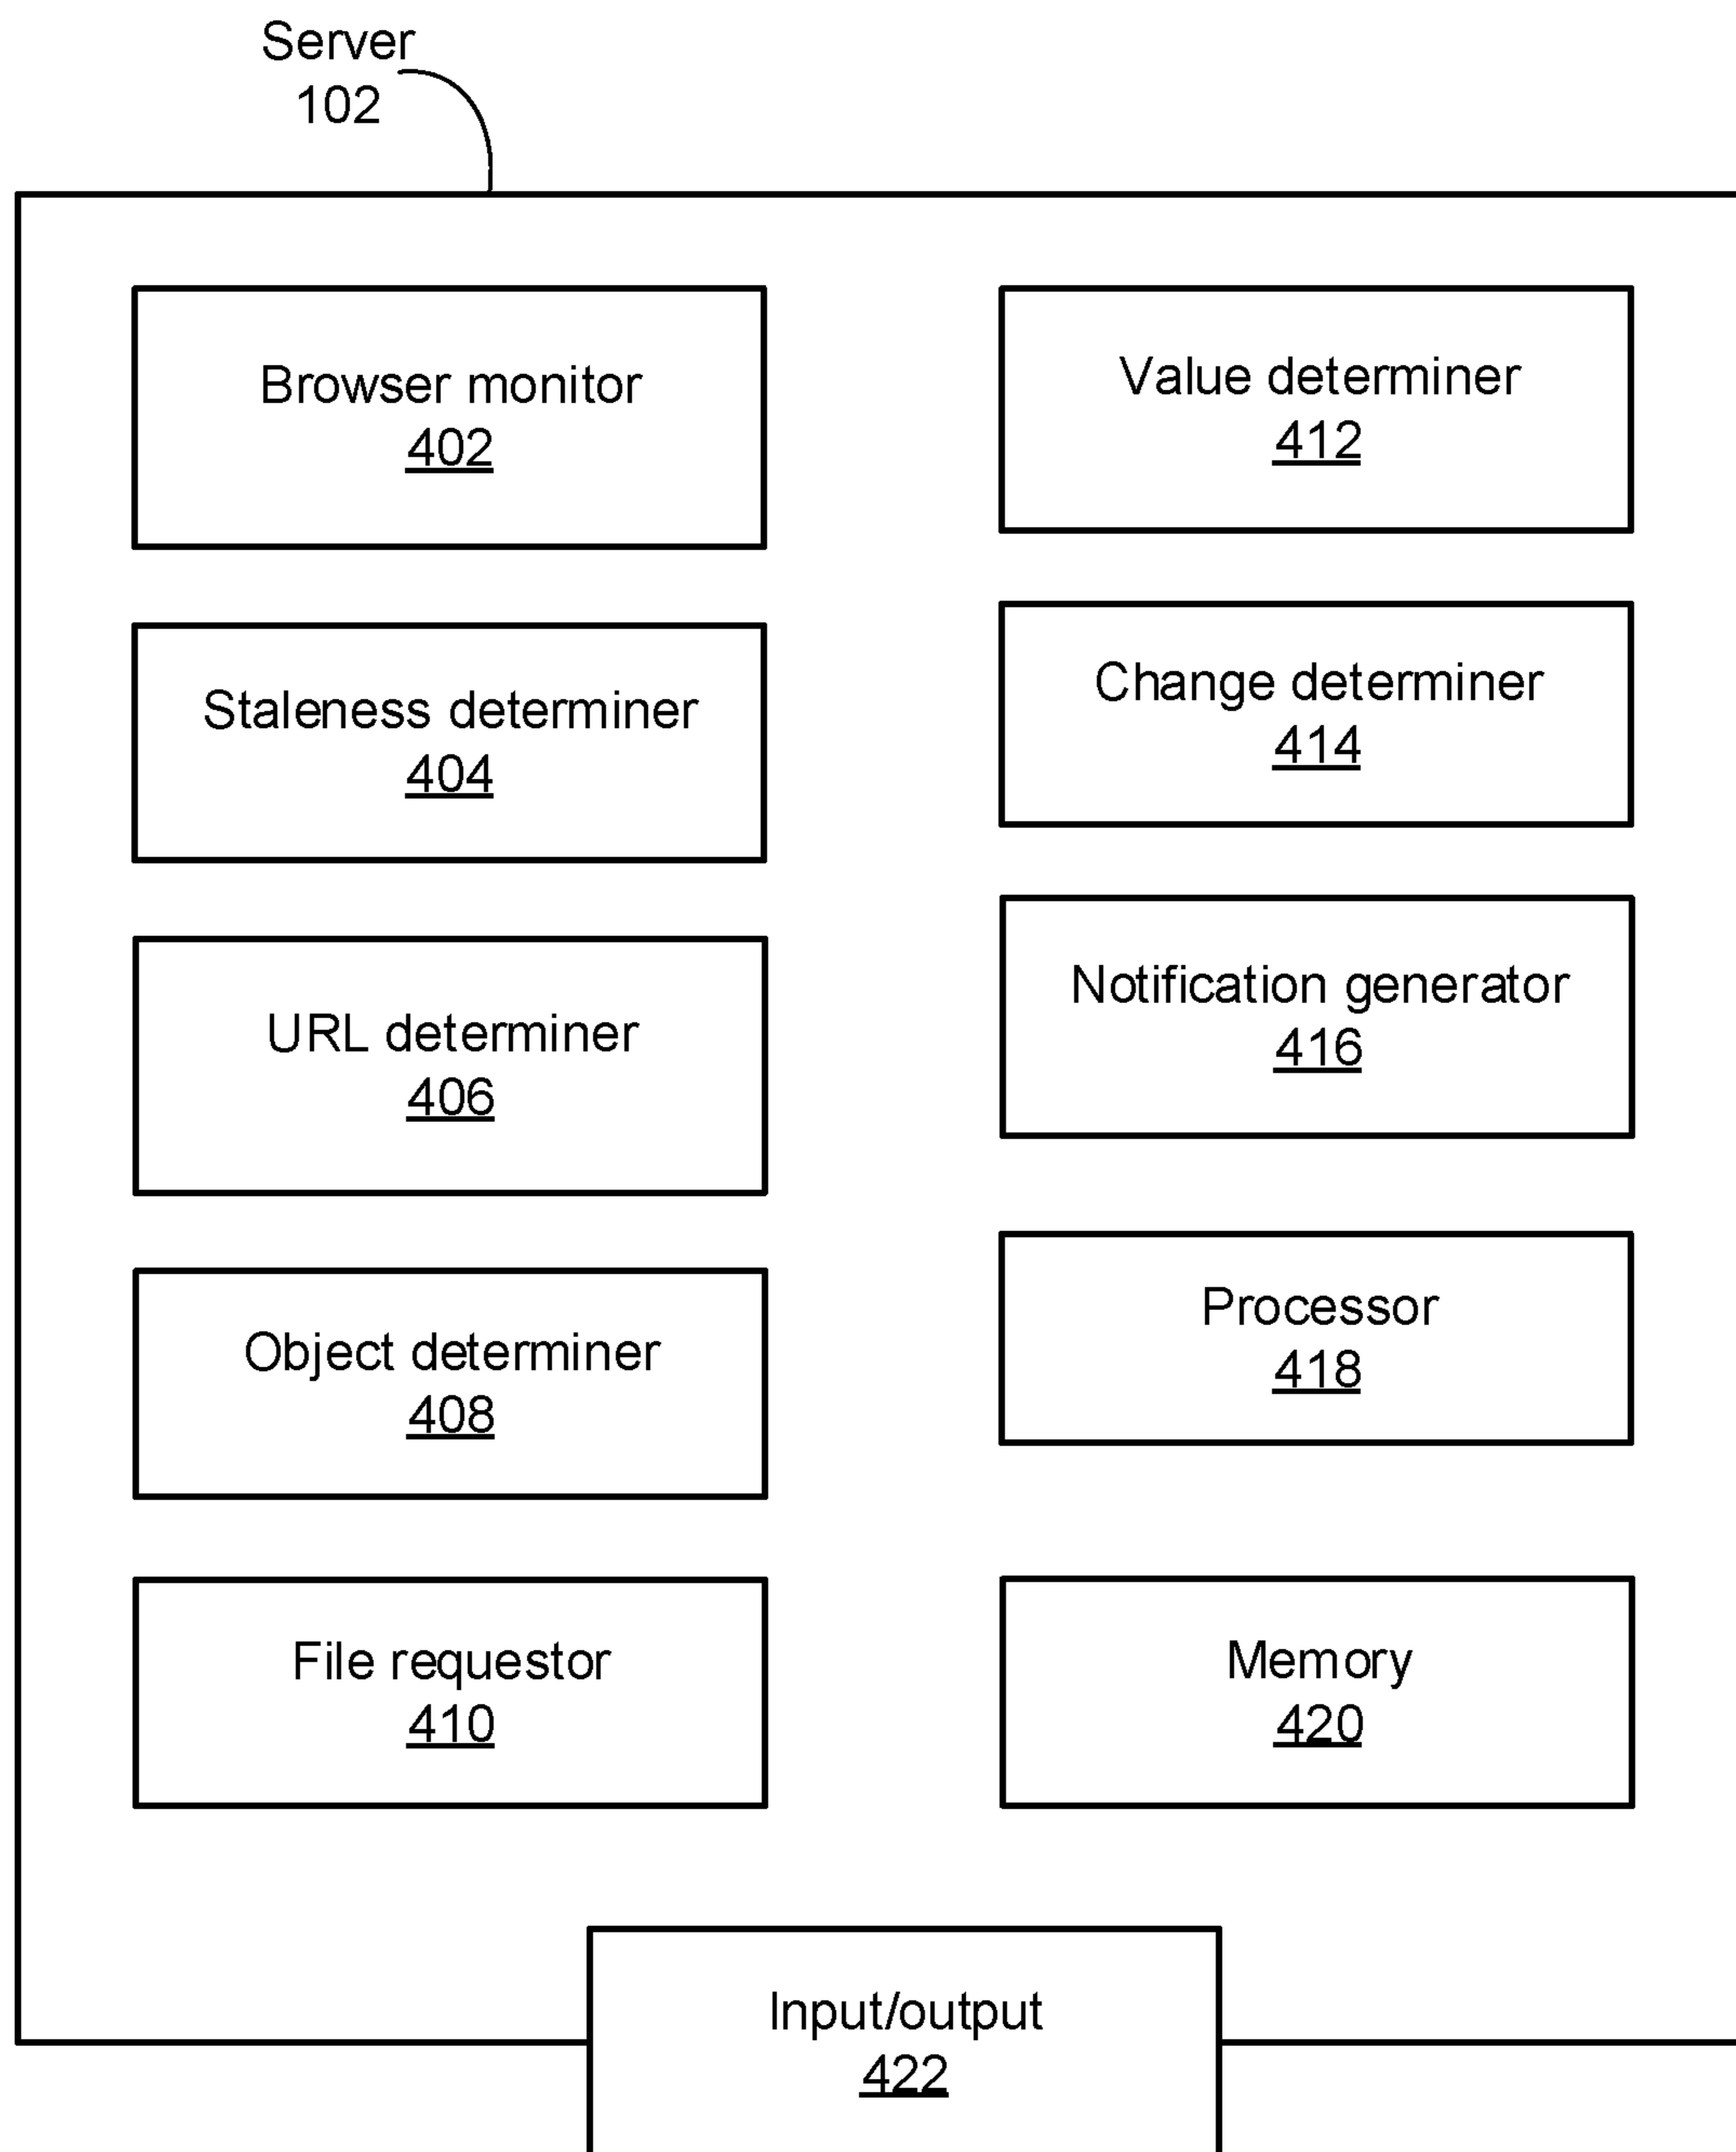 Server
102
Browser monitor
402
Staleness determiner
404
URL determiner
406
Object determiner
408
File requestor
410
Value determiner
412
Change determiner
414
Notification generator
416
Processor
418
Memory
420
Input/output
422